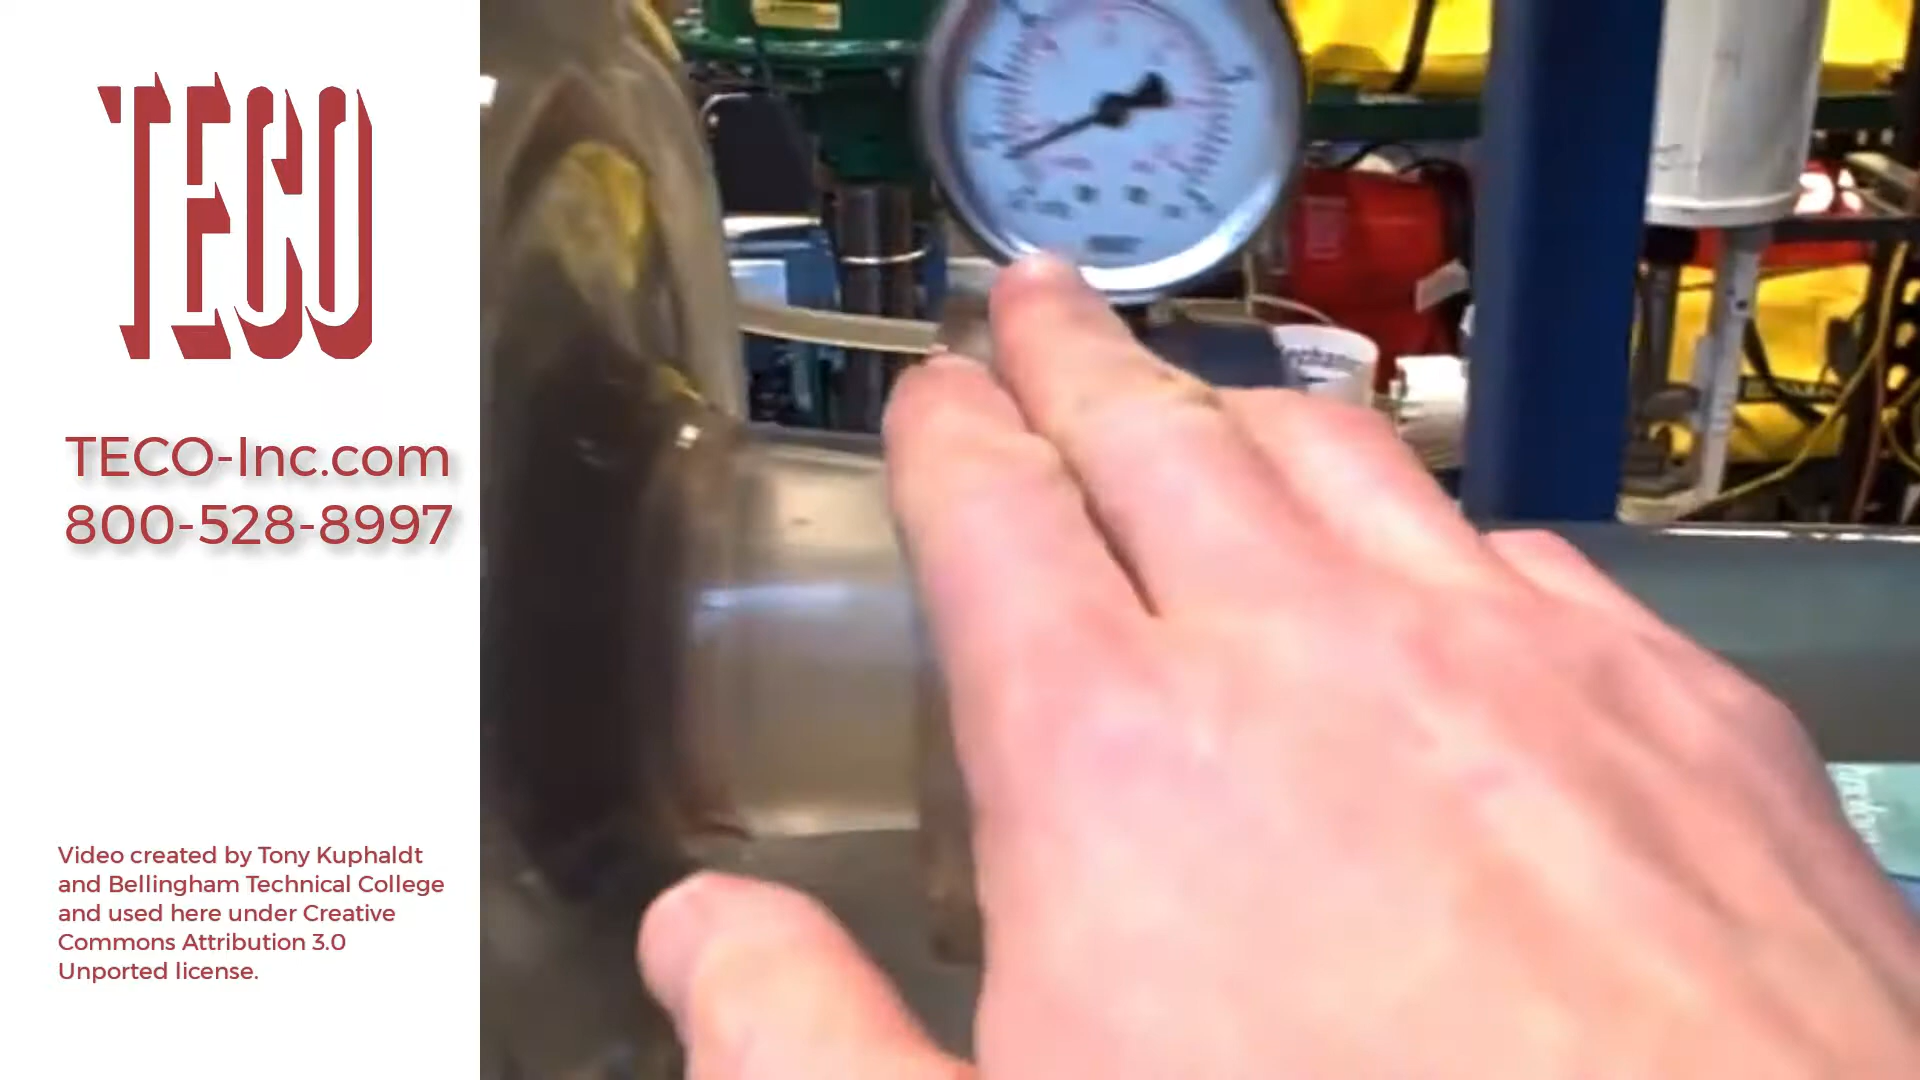 TECO
TECO-Inc.com
800-528-8997
Video created by Tony Kuphaldt
and Bellingham Technical College
and used here under Creative
Commons Attribution 3.0
Unported license.